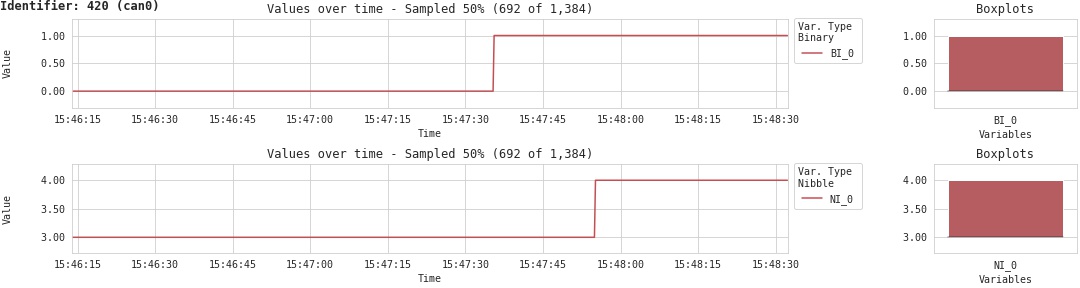 Identifier: 420 (can0)
Values over time - Sampled 50% (692 of 1,384)
Boxplots
Value
1.00
0.50
0.00
15:46:15 15:46:30 15:46:45 15:47:00 15:47:15 15:47:30 15:47:45 15:48:00 15:48:15 15:48:30
Time
Var. Type
Binary
BI_0
1.00
0.50
0.00
BI_0
Variables
Values over time - Sampled 50% (692 of 1,384)
Boxplots
Value
4.00
3.50
3.00
15:46:15 15:46:30 15:46:45 15:47:00 15:47:15 15:47:30 15:47:45 15:48:00 15:48:15 15:48:30
Time
Var. Type
Nibble
NI_0
4.00
3.50
3.00
NI_0
Variables